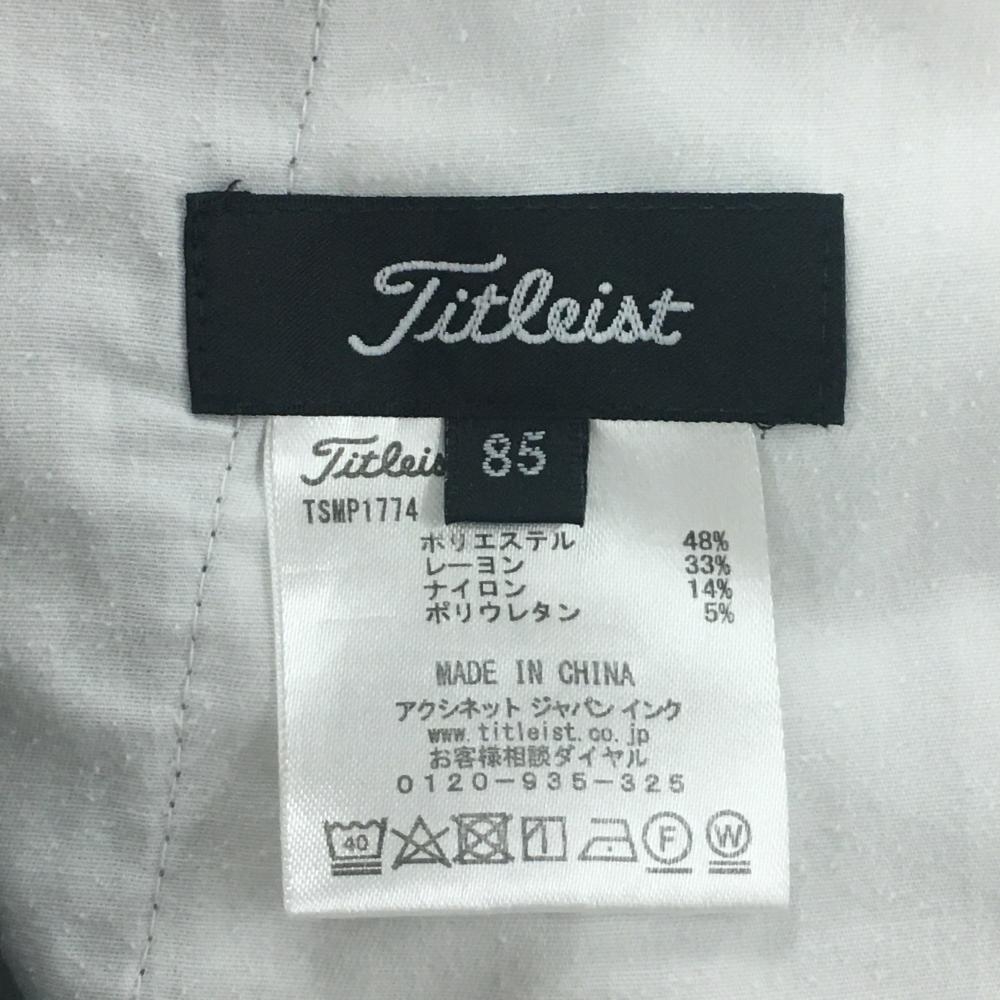 Titleist
85
Titleis
TSMP1774
ポリエステル 48%
レーヨン 33%
ナイロン 14%
ポリウレタン 5%
MADE IN CHINA
アクシネット ジャパン インク
www.titleist.co.jp
お客様相談ダイヤル
0120-935-325
40 F W